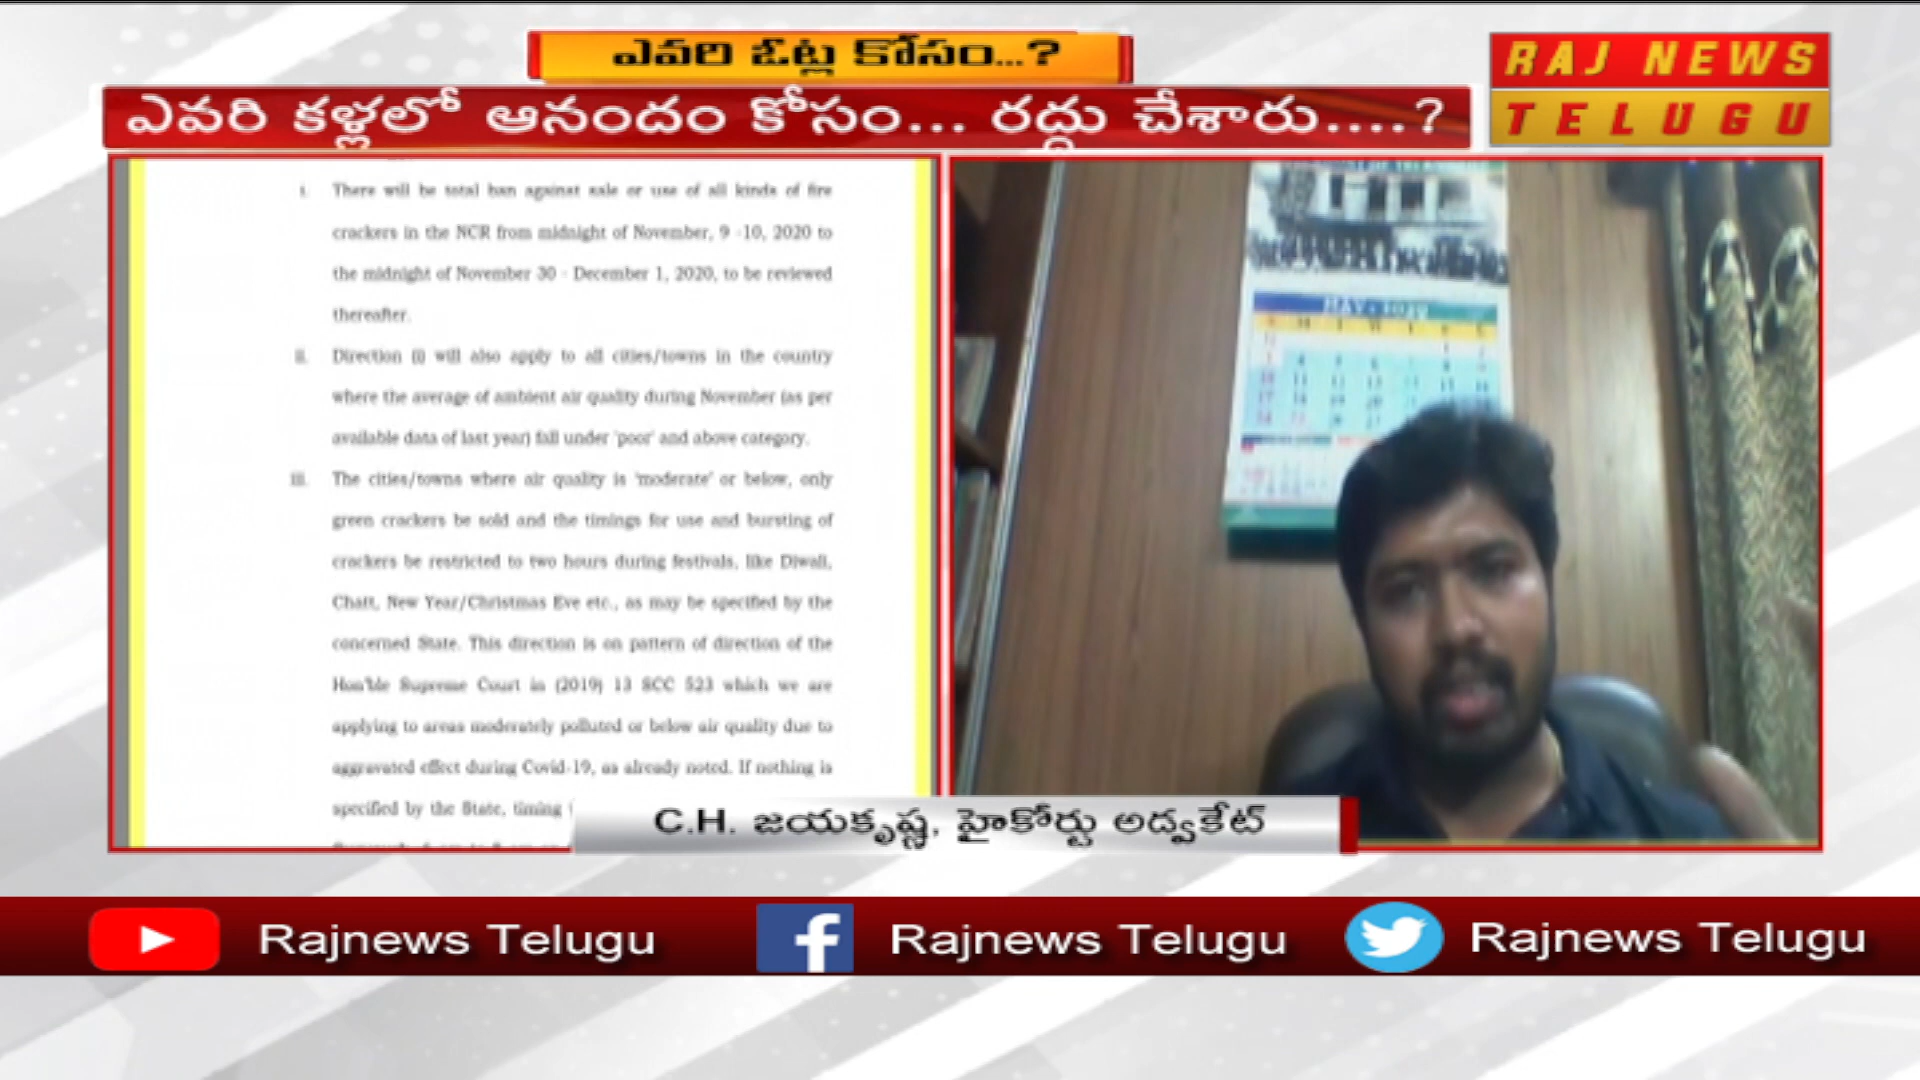 ఎవరి ఓట్ల కోసం...?
ఎవరి కళ్లలో ఆనందం కోసం... రద్దు చేశారు....?
RAJ NEWS
TELUGU
i. There will be total ban against sale or use of all kinds of fire
crackers in the NCR from midnight of November, 9 -10, 2020 to
the midnight of November 30 - December 1, 2020, to be reviewed
thereafter.
ii. Direction (i) will also apply to all cities/towns in the country
where the average of ambient air quality during November (as per
available data of last year) fall under 'poor' and above category.
iii. The cities/towns where air quality is 'moderate' or below, only
green crackers be sold and the timings for use and bursting of
crackers be restricted to two hours during festivals, like Diwali,
Chatt, New Year/Christmas Eve etc., as may be specified by the
concerned State. This direction is on pattern of direction of the
Hon'ble Supreme Court in (2019) 13 SCC 523 which we are
applying to areas moderately polluted or below air quality due to
aggravated effect during Covid-19, as already noted. If nothing is
specified by the State, timing
MAY - 2020
C.H. జయకృష్ణ, హైకోర్టు అద్వకేట్
Rajnews Telugu
Rajnews Telugu
Rajnews Telugu